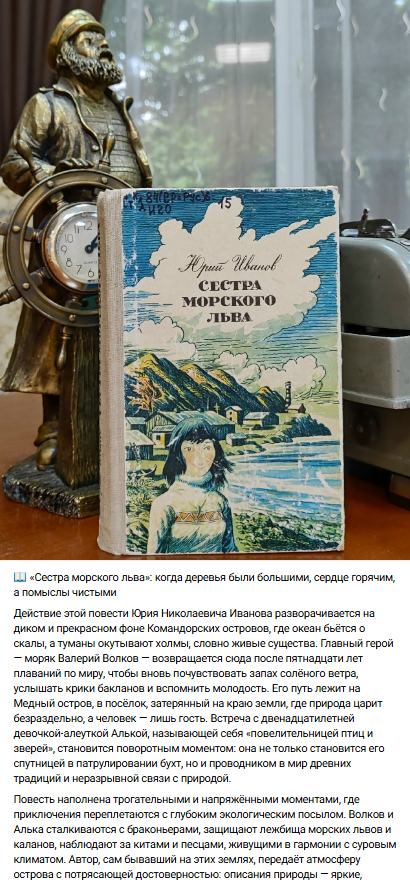 84(2Рос=Рус)6
И20
15
Юрий Иванов
СЕСТРА
МОРСКОГО
ЛЬВА
📖 «Сестра морского льва»: когда деревья были большими, сердце горячим,
а помыслы чистыми
Действие этой повести Юрия Николаевича Иванова разворачивается на
диком и прекрасном фоне Командорских островов, где океан бьётся о
скалы, а туманы окутывают холмы, словно живые существа. Главный герой
— моряк Валерий Волков — возвращается сюда после пятнадцати лет
плаваний по миру, чтобы вновь почувствовать запах солёного ветра,
услышать крики бакланов и вспомнить молодость. Его путь лежит на
Медный остров, в посёлок, затерянный на краю земли, где природа царит
безраздельно, а человек — лишь гость. Встреча с двенадцатилетней
девочкой-алеуткой Алькой, называющей себя «повелительницей птиц и
зверей», становится поворотным моментом: она не только становится его
спутницей в патрулировании бухт, но и проводником в мир древних
традиций и неразрывной связи с природой.
Повесть наполнена трогательными и напряжёнными моментами, где
приключения переплетаются с глубоким экологическим посылом. Волков и
Алька сталкиваются с браконьерами, защищают лежбища морских львов и
каланов, наблюдают за китами и песцами, живущими в гармонии с суровым
климатом. Автор, сам бывавший на этих землях, передаёт атмосферу
острова с потрясающей достоверностью: описания природы — яркие,